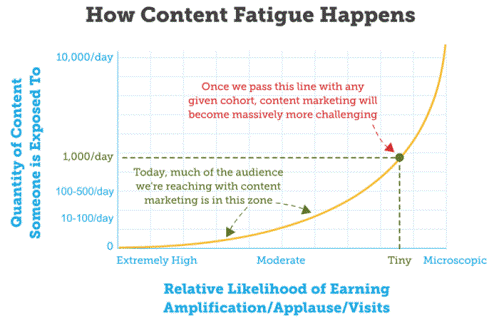 How Content Fatigue Happens
Quantity of Content
Someone is Exposed To
10,000/day
1,000/day
100-500/day
10-100/day
0
Once we pass this line with any
given cohort, content marketing will
become massively more challenging
Today, much of the audience
we're reaching with content
marketing is in this zone
Extremely High
Moderate
Tiny
Microscopic
Relative Likelihood of Earning
Amplification/Applause/Visits